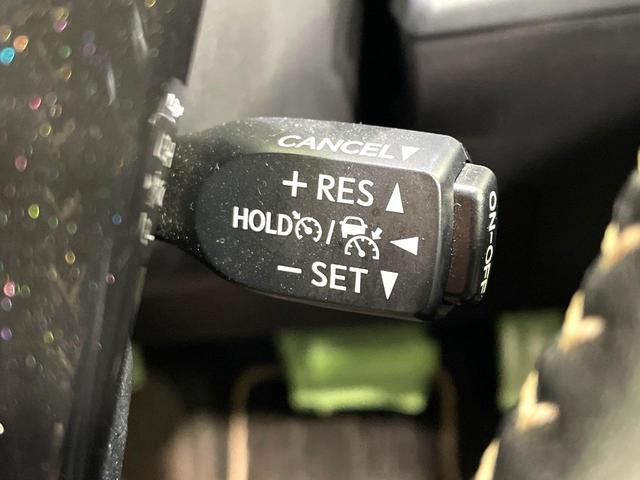 CANCEL▼
+ RES ▲
HOLD / ◀
− SET ▼
ON-OFF